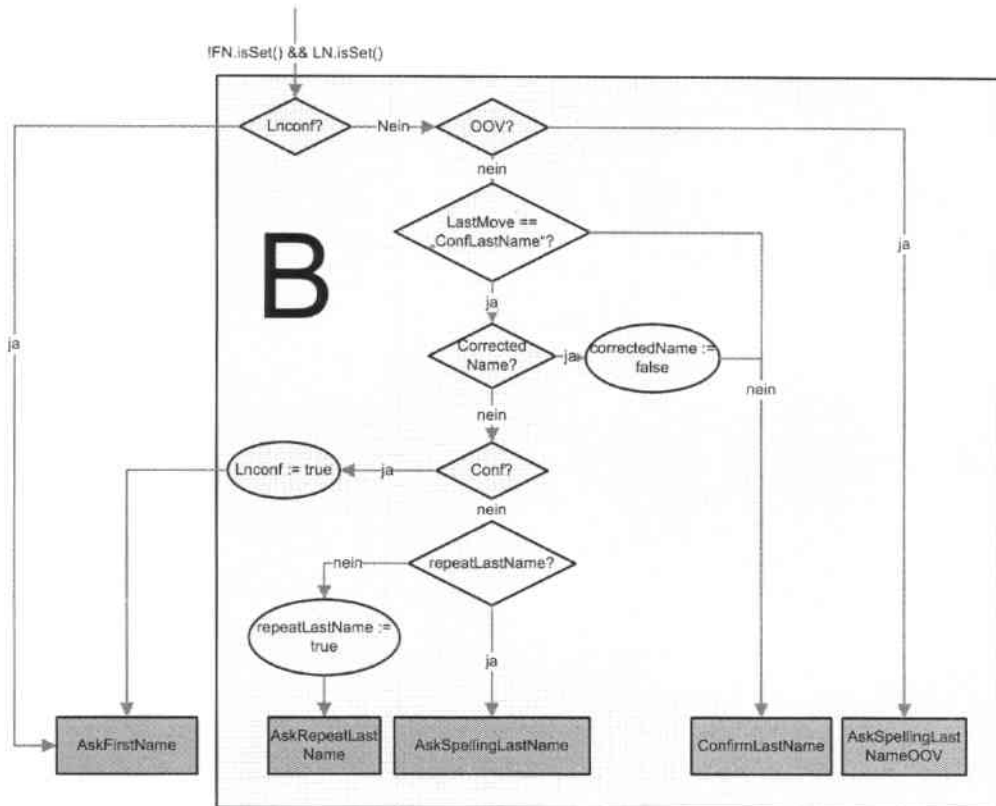 !FN.isSet() && LN.isSet()
Lnconf?
Nein
OOV?
nein
LastMove ==
„ConfLastName“?
ja
ja
ja
Corrected
Name?
ja
correctedName :=
false
nein
nein
Lnconf := true
ja
Conf?
nein
nein
repeatLastName?
repeatLastName :=
true
ja
AskFirstName
AskRepeatLast
Name
AskSpellingLastName
ConfirmLastName
AskSpellingLast
NameOOV
B